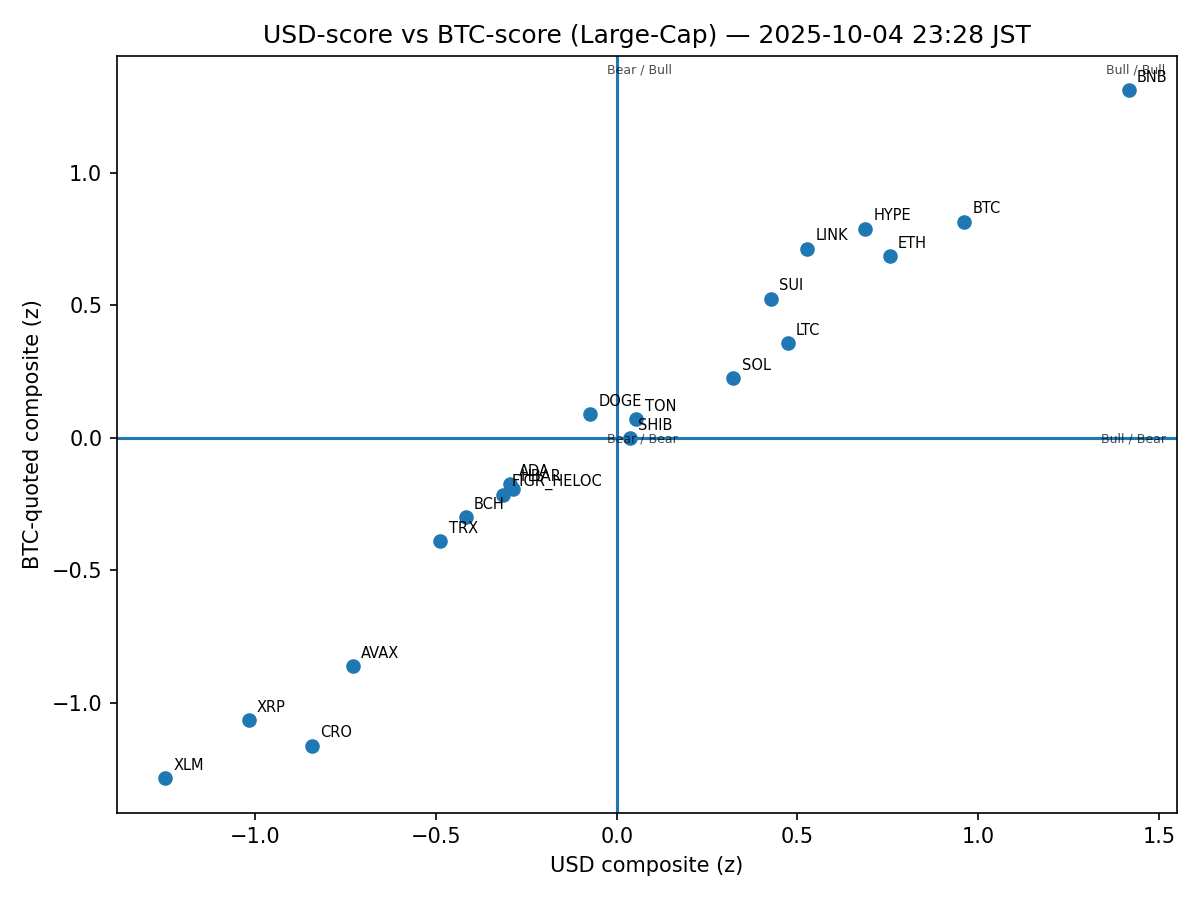 USD-score vs BTC-score (Large-Cap) — 2025-10-04 23:28 JST
Bear / Bull
Bull / Bull
BNB
BTC
HYPE
LINK
ETH
SUI
LTC
SOL
DOGE
TON
SHIB
Bear / Bear
Bull / Bear
ADA
HBAR
FIGR_HELOC
BCH
TRX
AVAX
XRP
CRO
XLM
1.0
0.5
0.0
−0.5
−1.0
BTC-quoted composite (z)
−1.0
−0.5
0.0
0.5
1.0
1.5
USD composite (z)